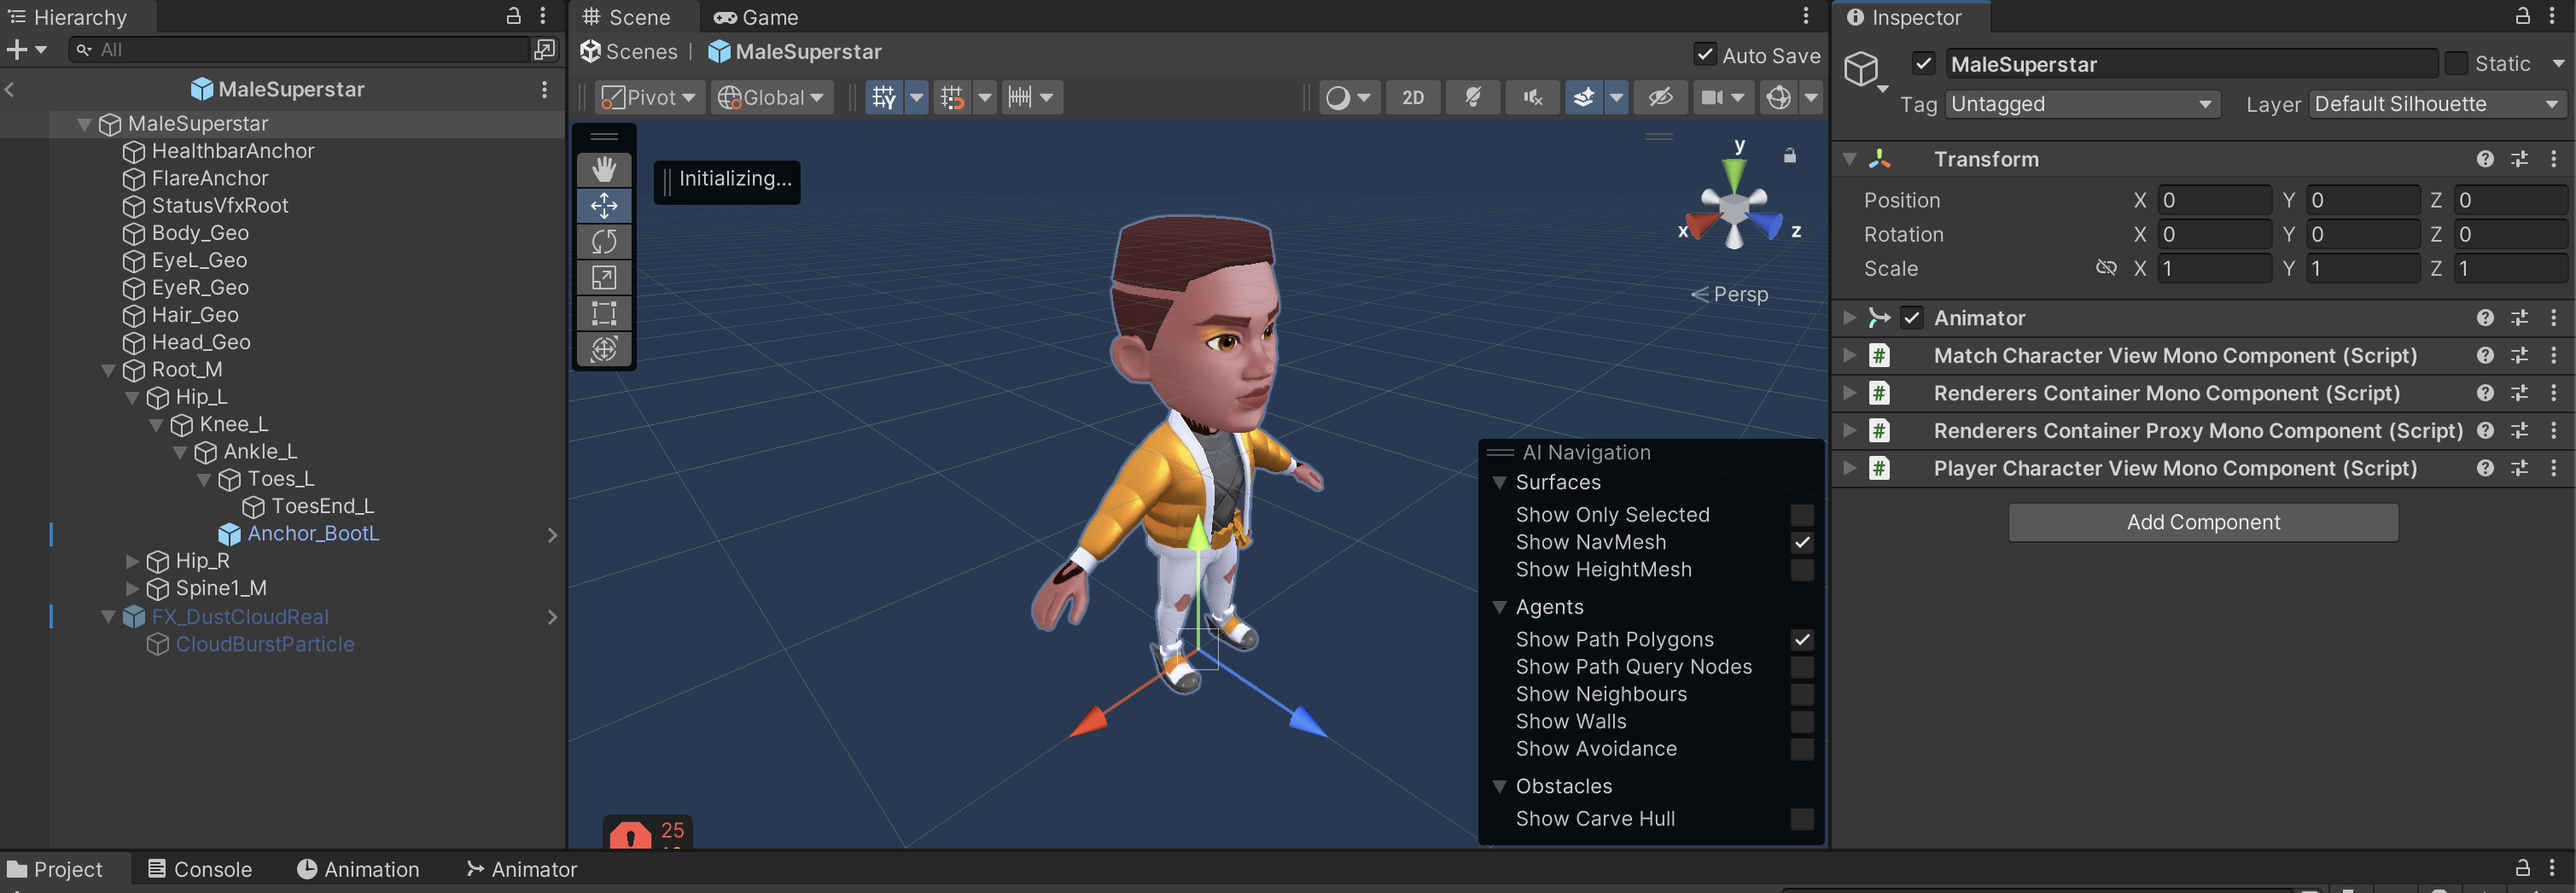 Hierarchy
All
MaleSuperstar
MaleSuperstar
HealthbarAnchor
FlareAnchor
StatusVfxRoot
Body_Geo
EyeL_Geo
EyeR_Geo
Hair_Geo
Head_Geo
Root_M
Hip_L
Knee_L
Ankle_L
Toes_L
ToesEnd_L
Anchor_BootL
Hip_R
Spine1_M
FX_DustCloudReal
CloudBurstParticle
Scene Game
Scenes | MaleSuperstar Auto Save
Pivot Global 2D
Initializing...
y
x z
Persp
AI Navigation
Surfaces
Show Only Selected
Show NavMesh
Show HeightMesh
Agents
Show Path Polygons
Show Path Query Nodes
Show Neighbours
Show Walls
Show Avoidance
Obstacles
Show Carve Hull
25
Inspector
MaleSuperstar Static
Tag Untagged Layer Default Silhouette
Transform
Position X 0 Y 0 Z 0
Rotation X 0 Y 0 Z 0
Scale X 1 Y 1 Z 1
Animator
# Match Character View Mono Component (Script)
# Renderers Container Mono Component (Script)
# Renderers Container Proxy Mono Component (Script)
# Player Character View Mono Component (Script)
Add Component
Project Console Animation Animator